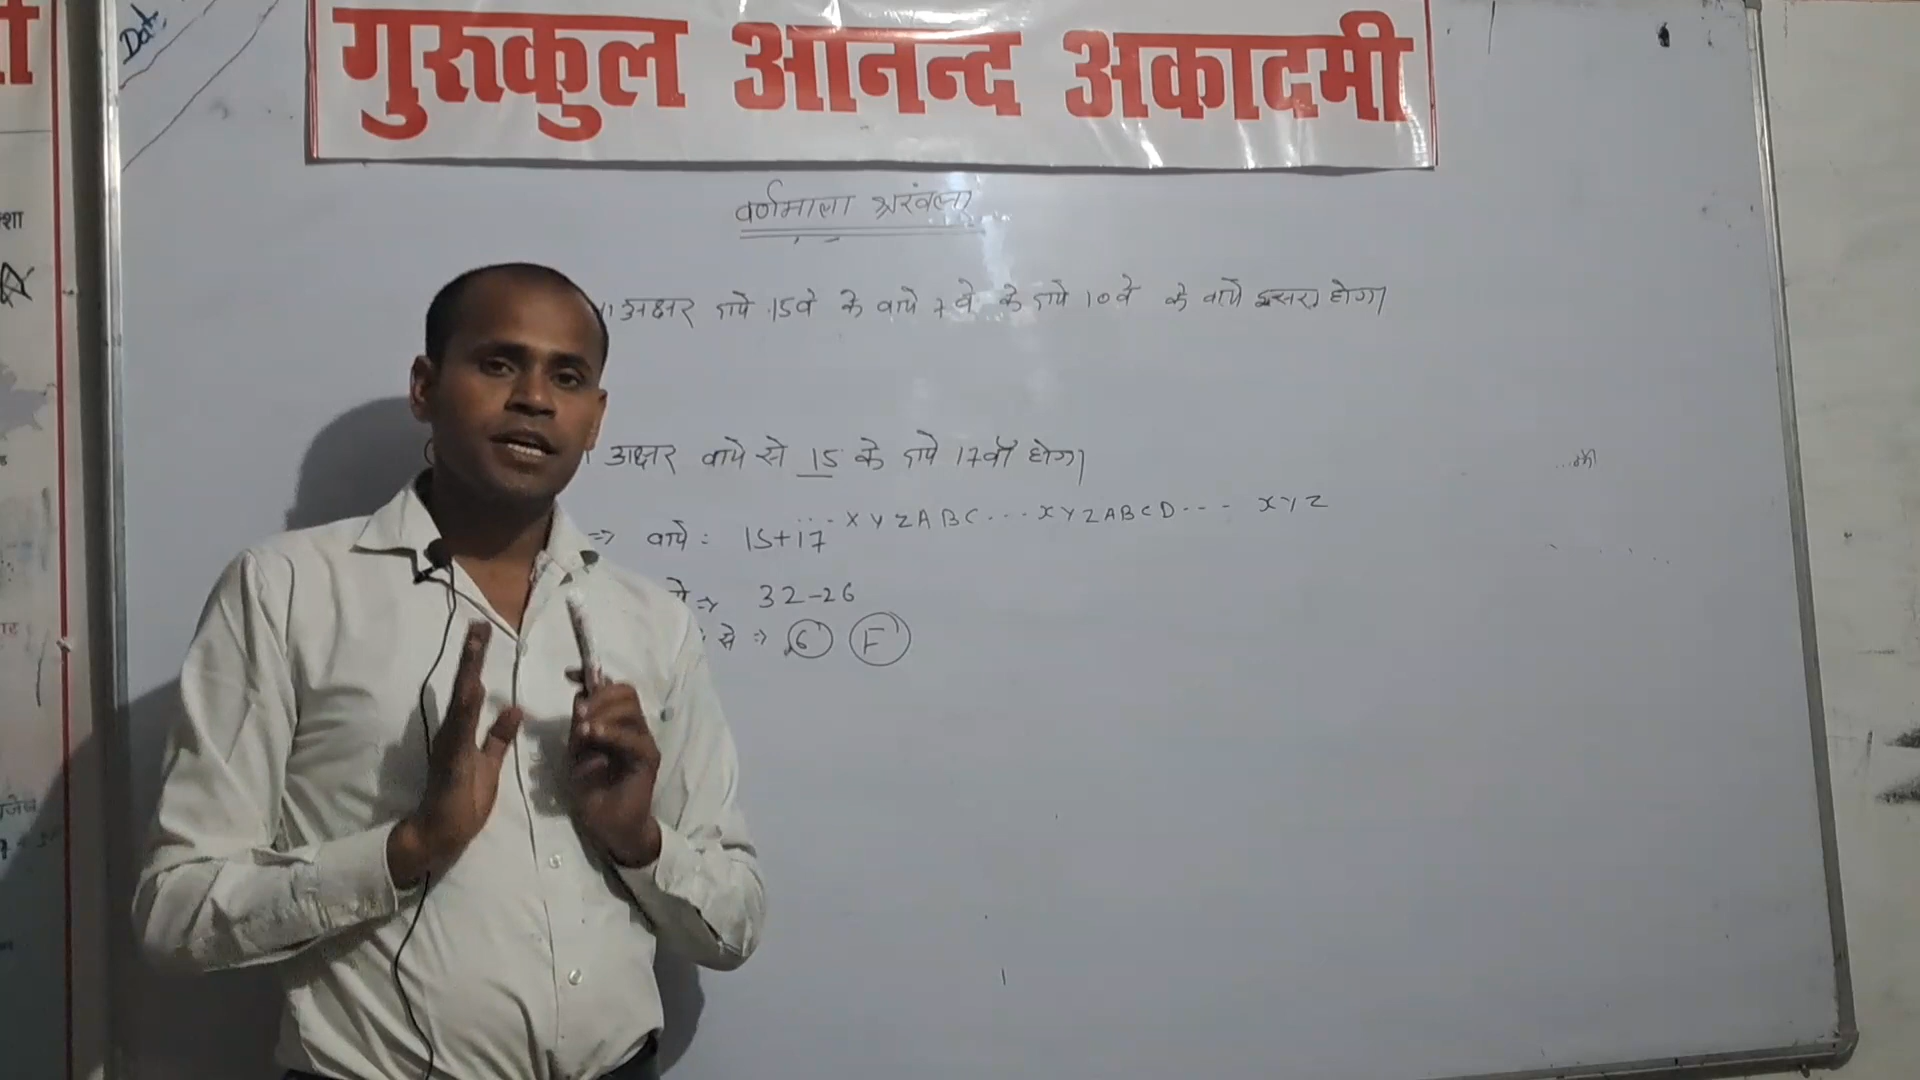 गुरुकुल आनन्द अकादमी
वर्णमाला श्रंखला
अक्षर दाये 15वे के बाये 7वे के दाये 10वे के बाये दूसरा होगा
अक्षर बाये से 15 के दाये 17वाँ होगा
... XYZABC...XYZABCD--- XYZ
=> बाये: 15+17
=> 32-26
से => 6 F